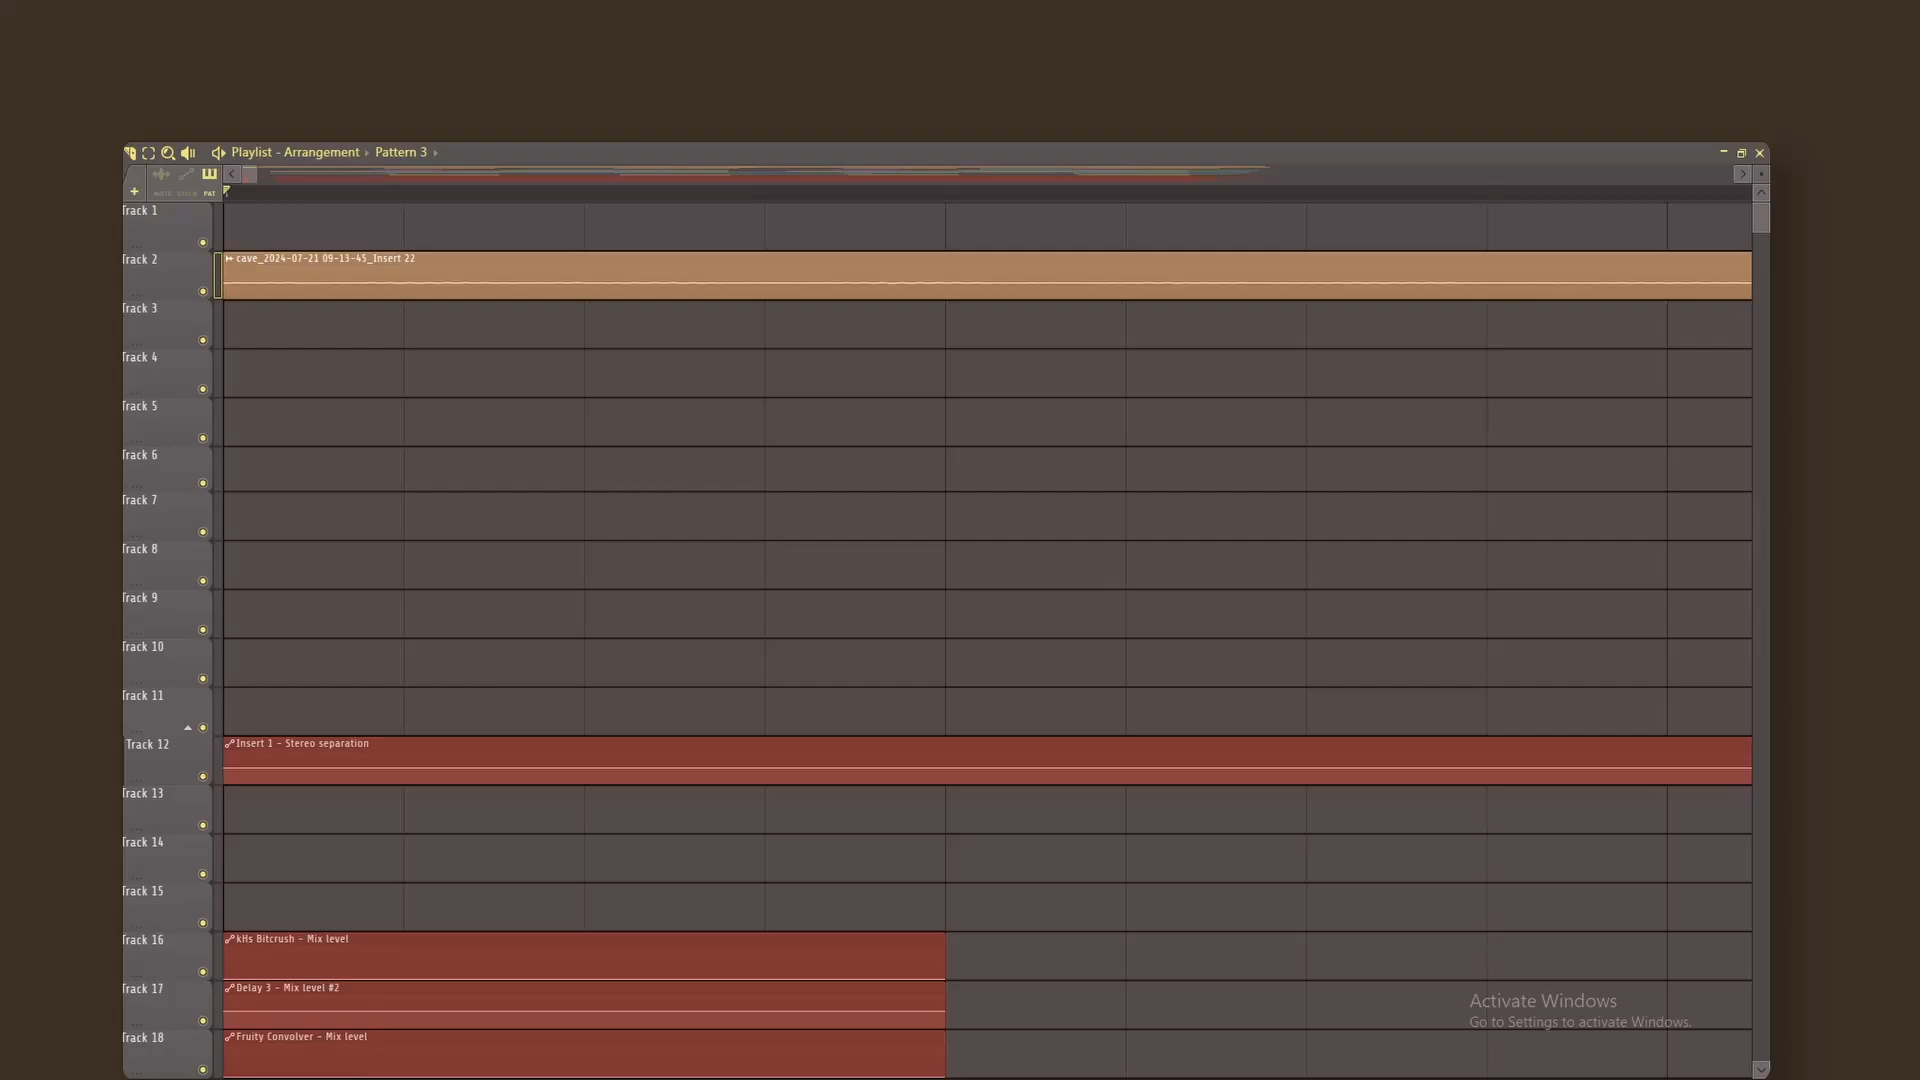 Playlist - Arrangement › Pattern 3 ›
PAT
Track 1
Track 2
cave_2024-07-21 09-13-45_Insert 22
Track 3
Track 4
Track 5
Track 6
Track 7
Track 8
Track 9
Track 10
Track 11
Track 12
Insert 1 - Stereo separation
Track 13
Track 14
Track 15
Track 16
kHs Bitcrush - Mix level
Track 17
Delay 3 - Mix level #2
Track 18
Fruity Convolver - Mix level
Activate Windows
Go to Settings to activate Windows.